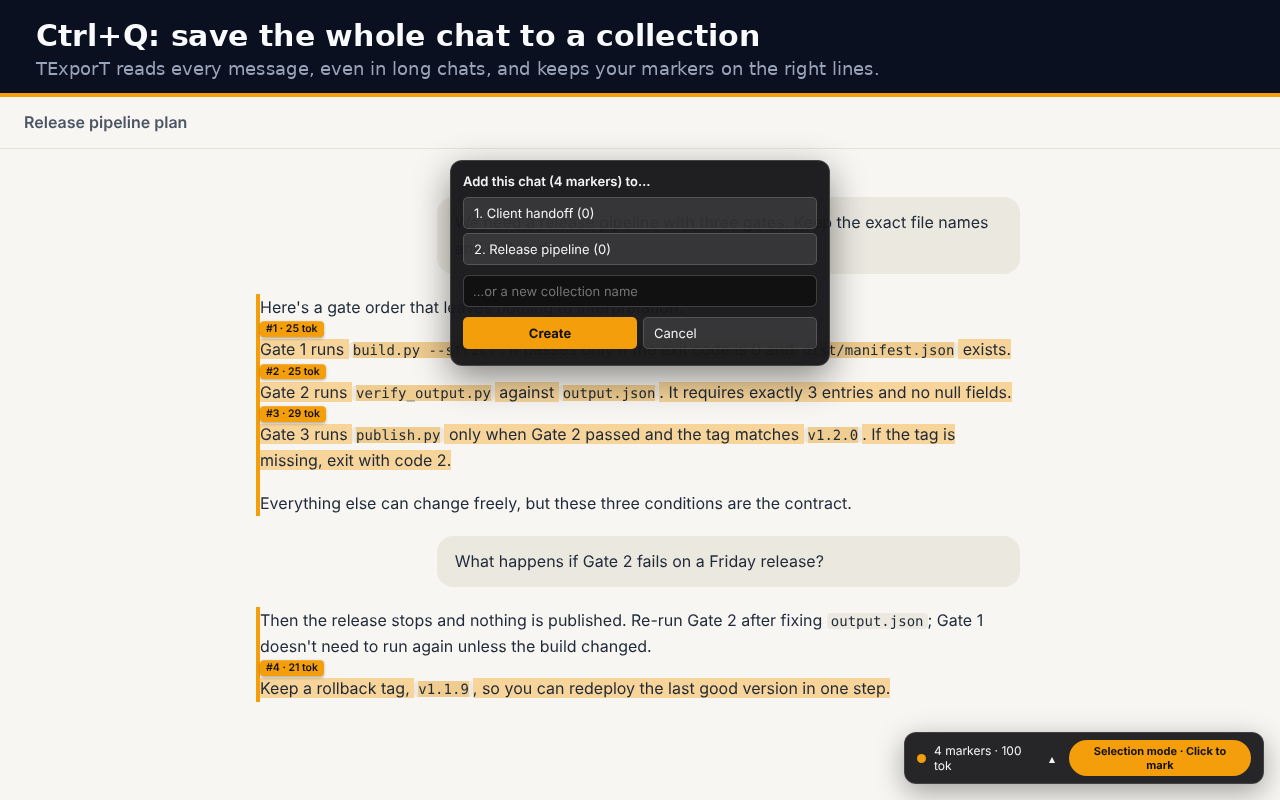 Ctrl+Q: save the whole chat to a collection
TExporT reads every message, even in long chats, and keeps your markers on the right lines.
Release pipeline plan
Add this chat (4 markers) to...
1. Client handoff (0)
2. Release pipeline (0)
...or a new collection name
Create
Cancel
the exact file names
Here's a gate order that
#1 · 25 tok
Gate 1 runs build.py /manifest.json exists.
#2 · 25 tok
Gate 2 runs verify_output.py against output.json. It requires exactly 3 entries and no null fields.
#3 · 29 tok
Gate 3 runs publish.py only when Gate 2 passed and the tag matches v1.2.0. If the tag is
missing, exit with code 2.
Everything else can change freely, but these three conditions are the contract.
What happens if Gate 2 fails on a Friday release?
Then the release stops and nothing is published. Re-run Gate 2 after fixing output.json; Gate 1
doesn't need to run again unless the build changed.
#4 · 21 tok
Keep a rollback tag, v1.1.9, so you can redeploy the last good version in one step.
4 markers · 100
tok
▲
Selection mode · Click to
mark